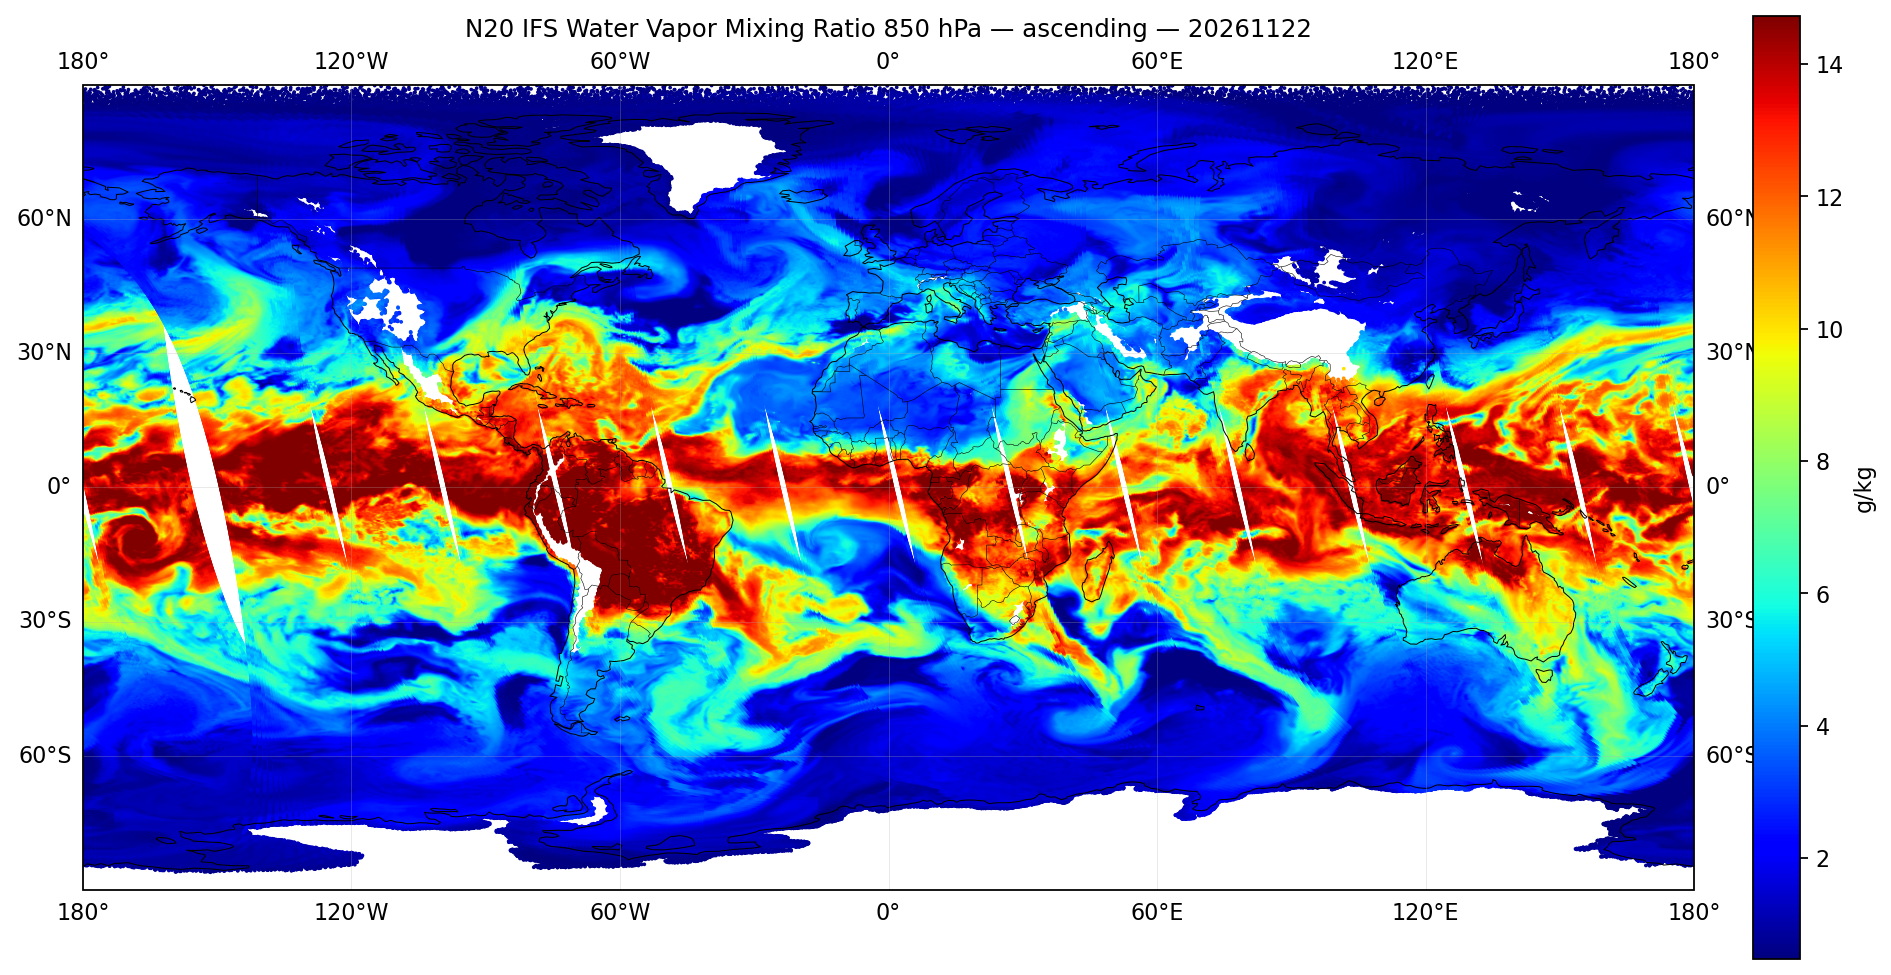 N20 IFS Water Vapor Mixing Ratio 850 hPa — ascending — 20261122
180° 120°W 60°W 0° 60°E 120°E 180°
60°N 60°N
30°N 30°N
0° 0°
30°S 30°S
60°S 60°S
180° 120°W 60°W 0° 60°E 120°E 180°
14
12
10
8
6
4
2
g/kg